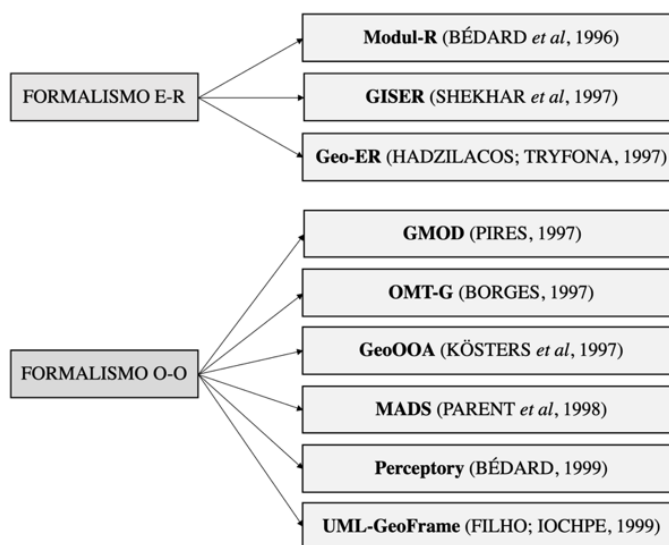 Modul-R (BÉDARD et al, 1996)
FORMALISMO E-R
GISER (SHEKHAR et al, 1997)
Geo-ER (HADZILACOS; TRYFONA, 1997)
GMOD (PIRES, 1997)
OMT-G (BORGES, 1997)
GeoOOA (KÖSTERS et al, 1997)
FORMALISMO O-O
MADS (PARENT et al, 1998)
Perceptory (BÉDARD, 1999)
UML-GeoFrame (FILHO; IOCHPE, 1999)